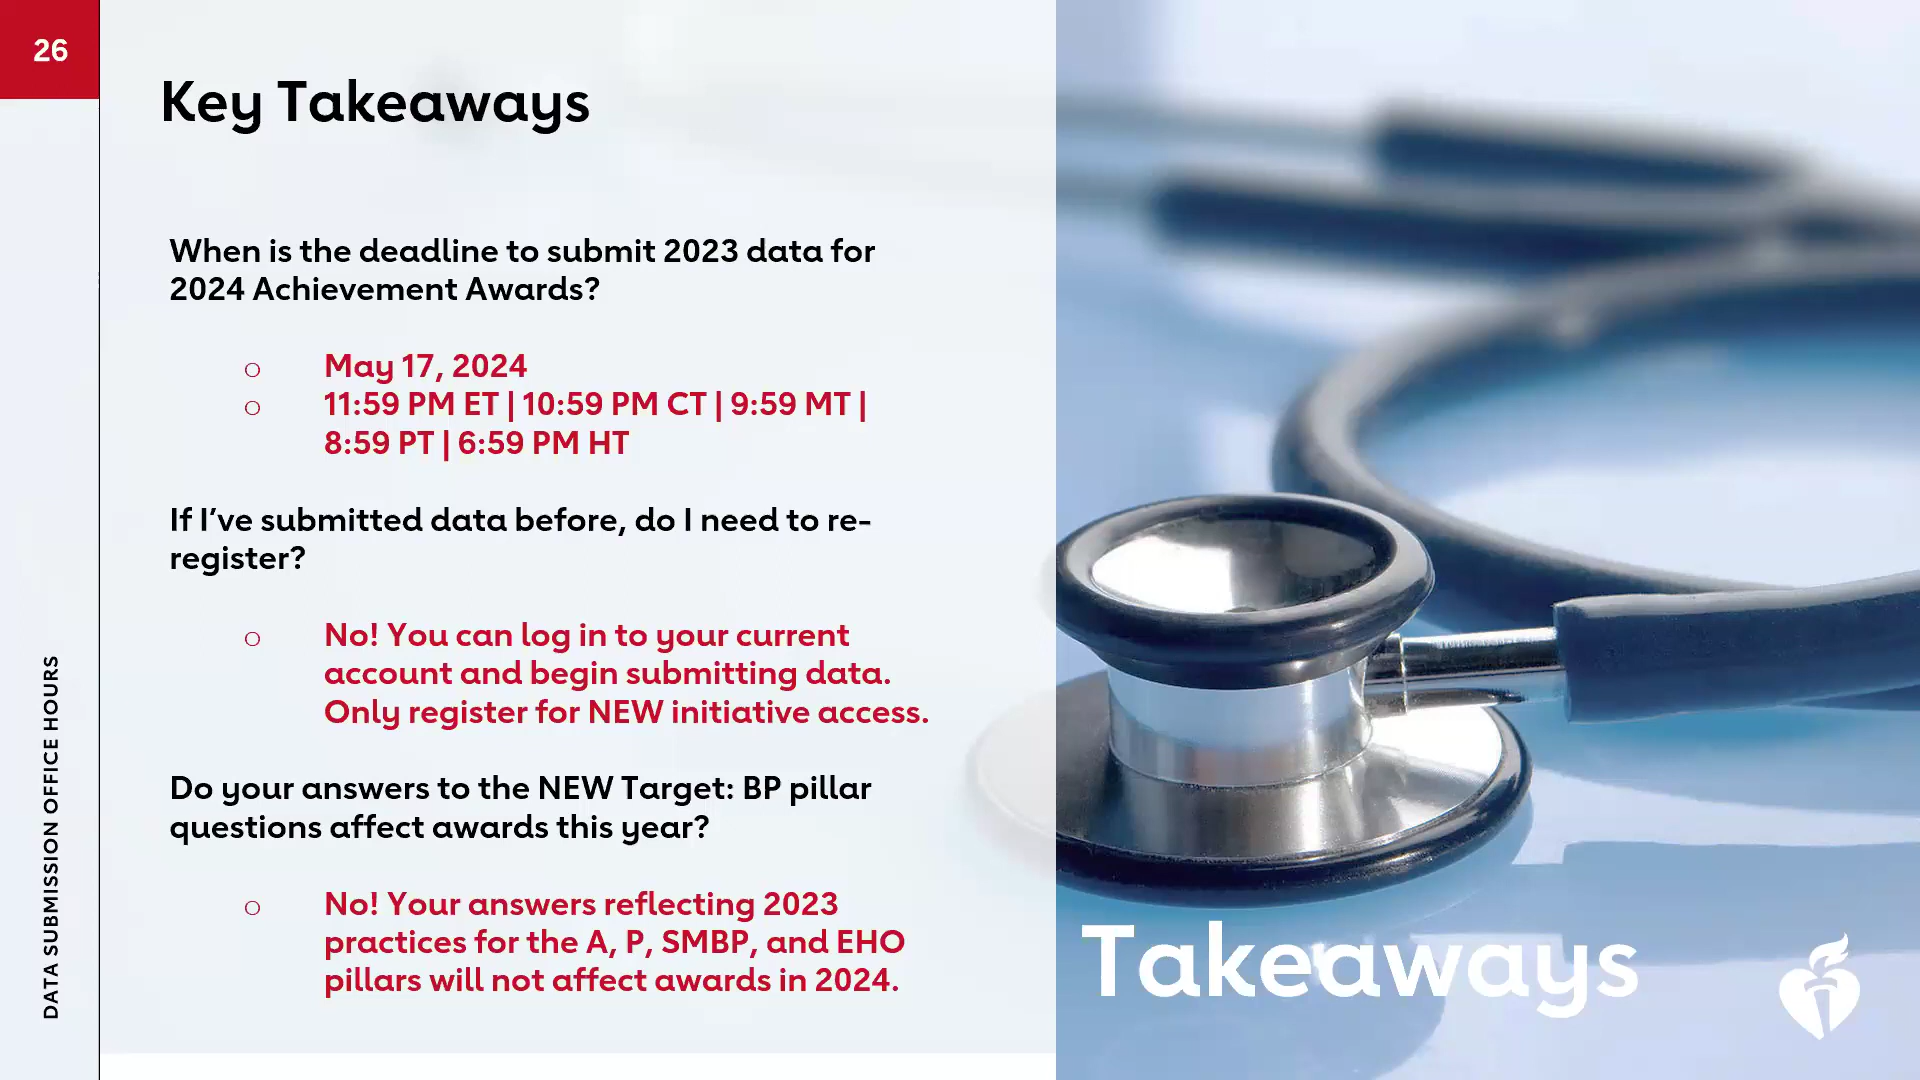 26
Key Takeaways
When is the deadline to submit 2023 data for
2024 Achievement Awards?
o May 17, 2024
o 11:59 PM ET | 10:59 PM CT | 9:59 MT |
8:59 PT | 6:59 PM HT
If I've submitted data before, do I need to re-
register?
o No! You can log in to your current
account and begin submitting data.
Only register for NEW initiative access.
Do your answers to the NEW Target: BP pillar
questions affect awards this year?
o No! Your answers reflecting 2023
practices for the A, P, SMBP, and EHO
pillars will not affect awards in 2024.
DATA SUBMISSION OFFICE HOURS
Takeaways